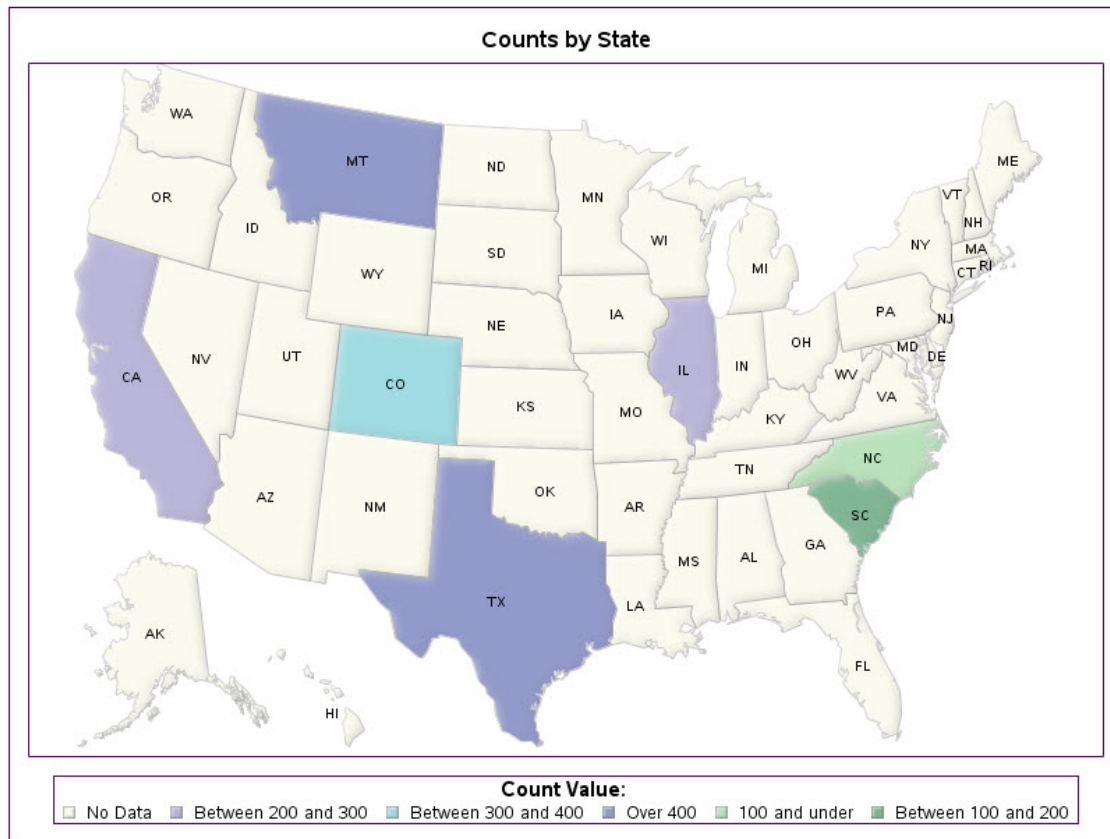 Counts by State
WA
MT
ND
ME
MN
VT
OR
ID
NH
WI
NY
MA
SD
MI
CT RI
WY
IA
PA
NE
NJ
OH
MD
DE
NV
UT
IL
IN
CA
CO
WV
VA
KS
MO
KY
NC
TN
AZ
NM
OK
AR
SC
GA
MS
AL
TX
LA
AK
FL
HI
Count Value:
No Data Between 200 and 300 Between 300 and 400 Over 400 100 and under Between 100 and 200